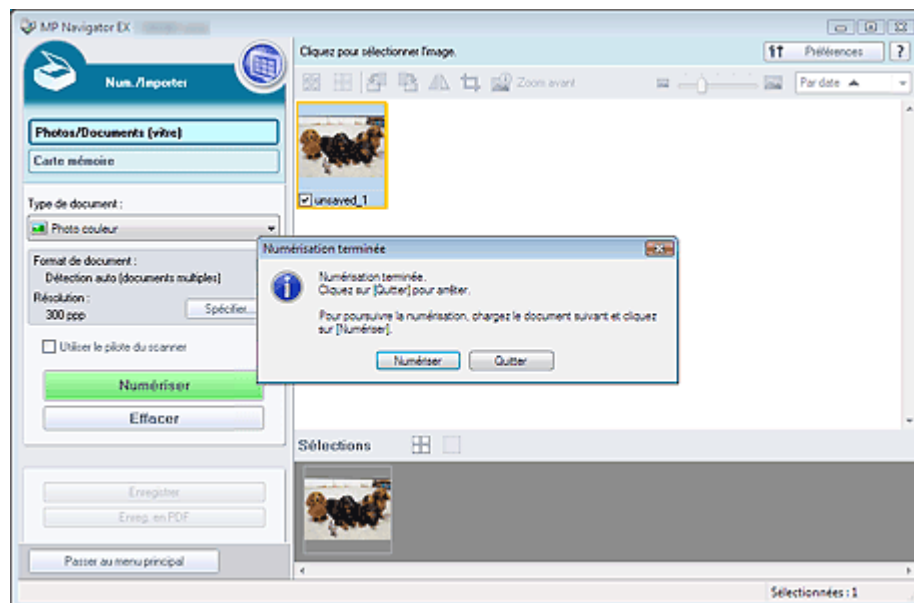 MP Navigator EX
Num./Importer
Photos/Documents (vitre)
Carte mémoire
Type de document :
Photo couleur
Format de document :
Détection auto (documents multiples)
Résolution :
300 ppp
Spécifier...
Utiliser le pilote du scanner
Numériser
Effacer
Enregistrer
Enreg. en PDF
Passer au menu principal
Cliquez pour sélectionner l'image.
Préférences
?
Zoom avant
Par date
unsaved_1
Numérisation terminée
Numérisation terminée.
Cliquez sur [Quitter] pour arrêter.
Pour poursuivre la numérisation, chargez le document suivant et cliquez
sur [Numériser].
Numériser
Quitter
Sélections
Sélectionnées : 1